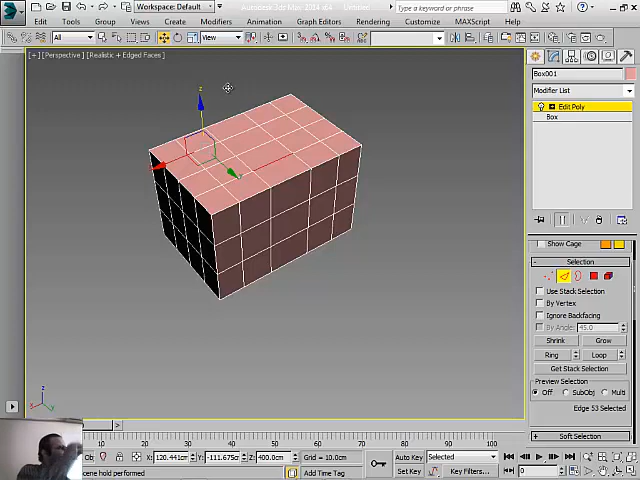 Workspace: Default
Autodesk 3ds Max 2014 x64 Untitled
Type a keyword or phrase
Edit Tools Group Views Create Modifiers Animation Graph Editors Rendering Customize MAXScript Help
All View
[+] [Perspective] [Realistic + Edged Faces]
z
Box001
Modifier List
Edit Poly
Box
Show Cage
Selection
Use Stack Selection
By Vertex
Ignore Backfacing
By Angle: 45.0
Shrink Grow
Ring Loop
Get Stack Selection
Preview Selection
Off SubObj Multi
Edge 53 Selected
Soft Selection
10 20 30 40 50 60 70 80 90 100
X: 120.441cm Y: -111.675cm Z: 400.0cm Grid = 10.0cm
Auto Key Selected
cene hold performed
Add Time Tag
Set Key Key Filters... 0